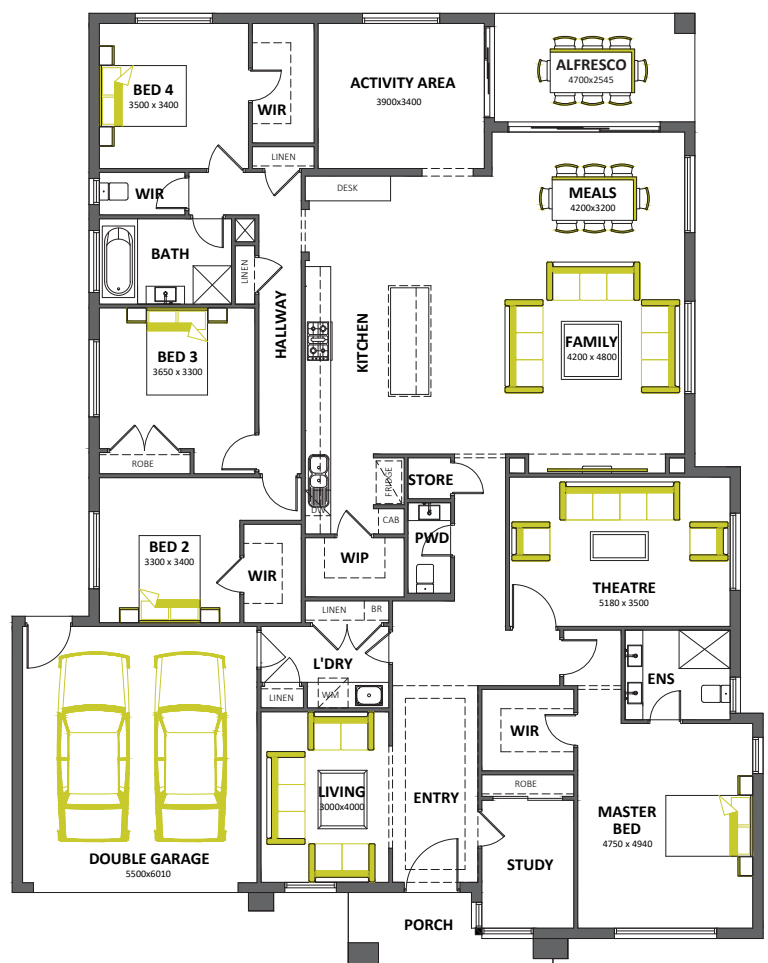 BED 4
3500 x 3400
WIR
ACTIVITY AREA
3900x3400
ALFRESCO
4700x2545
LINEN
WIR
DESK
MEALS
4200x3200
BATH
LINEN
HALLWAY
KITCHEN
FAMILY
4200 x 4800
BED 3
3650 x 3300
ROBE
FRIDGE
STORE
DW
CAB
PWD
BED 2
3300 x 3400
WIR
WIP
THEATRE
5180 x 3500
LINEN
BR
L'DRY
ENS
LINEN
WM
WIR
LIVING
3000x4000
ENTRY
ROBE
MASTER
BED
4750 x 4940
DOUBLE GARAGE
5500x6010
STUDY
PORCH